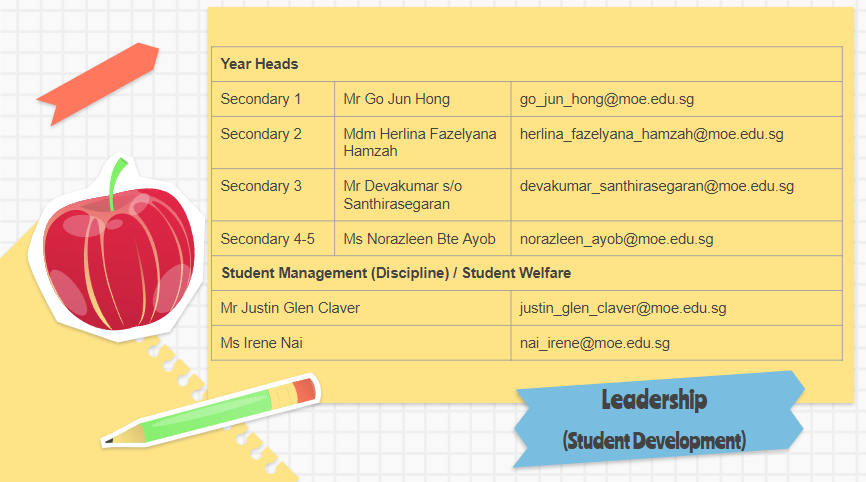 Year Heads
Secondary 1 Mr Go Jun Hong go_jun_hong@moe.edu.sg
Secondary 2 Mdm Herlina Fazelyana herlina_fazelyana_hamzah@moe.edu.sg
Hamzah
Secondary 3 Mr Devakumar s/o devakumar_santhirasegaran@moe.edu.sg
Santhirasegaran
Secondary 4-5 Ms Norazleen Bte Ayob norazleen_ayob@moe.edu.sg
Student Management (Discipline) / Student Welfare
Mr Justin Glen Claver justin_glen_claver@moe.edu.sg
Ms Irene Nai nai_irene@moe.edu.sg
Leadership
(Student Development)